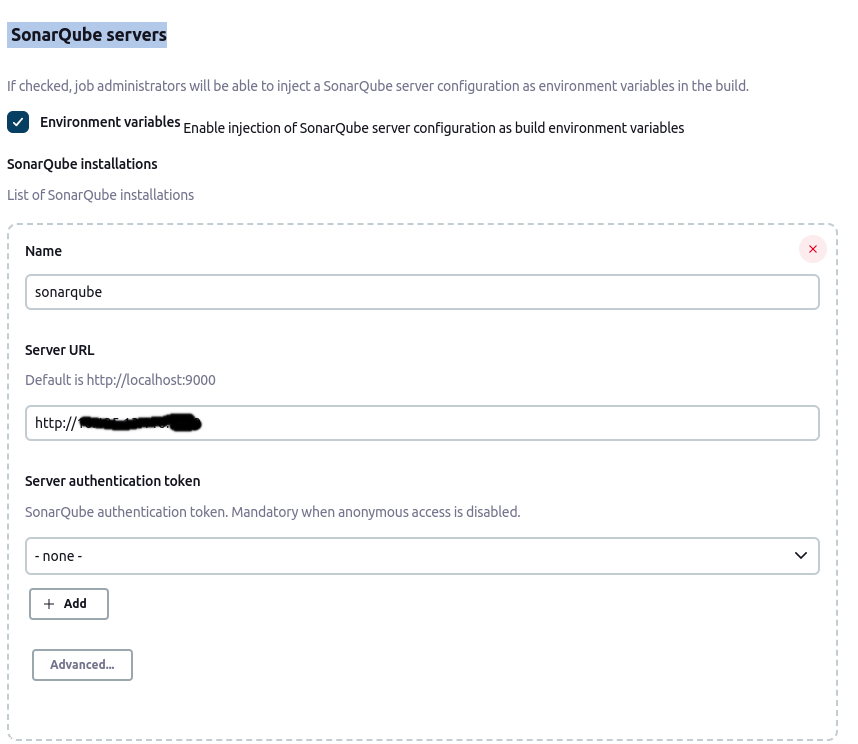 SonarQube servers
If checked, job administrators will be able to inject a SonarQube server configuration as environment variables in the build.
Environment variables Enable injection of SonarQube server configuration as build environment variables
SonarQube installations
List of SonarQube installations
Name
sonarqube
Server URL
Default is http://localhost:9000
http://
Server authentication token
SonarQube authentication token. Mandatory when anonymous access is disabled.
- none -
+ Add
Advanced...